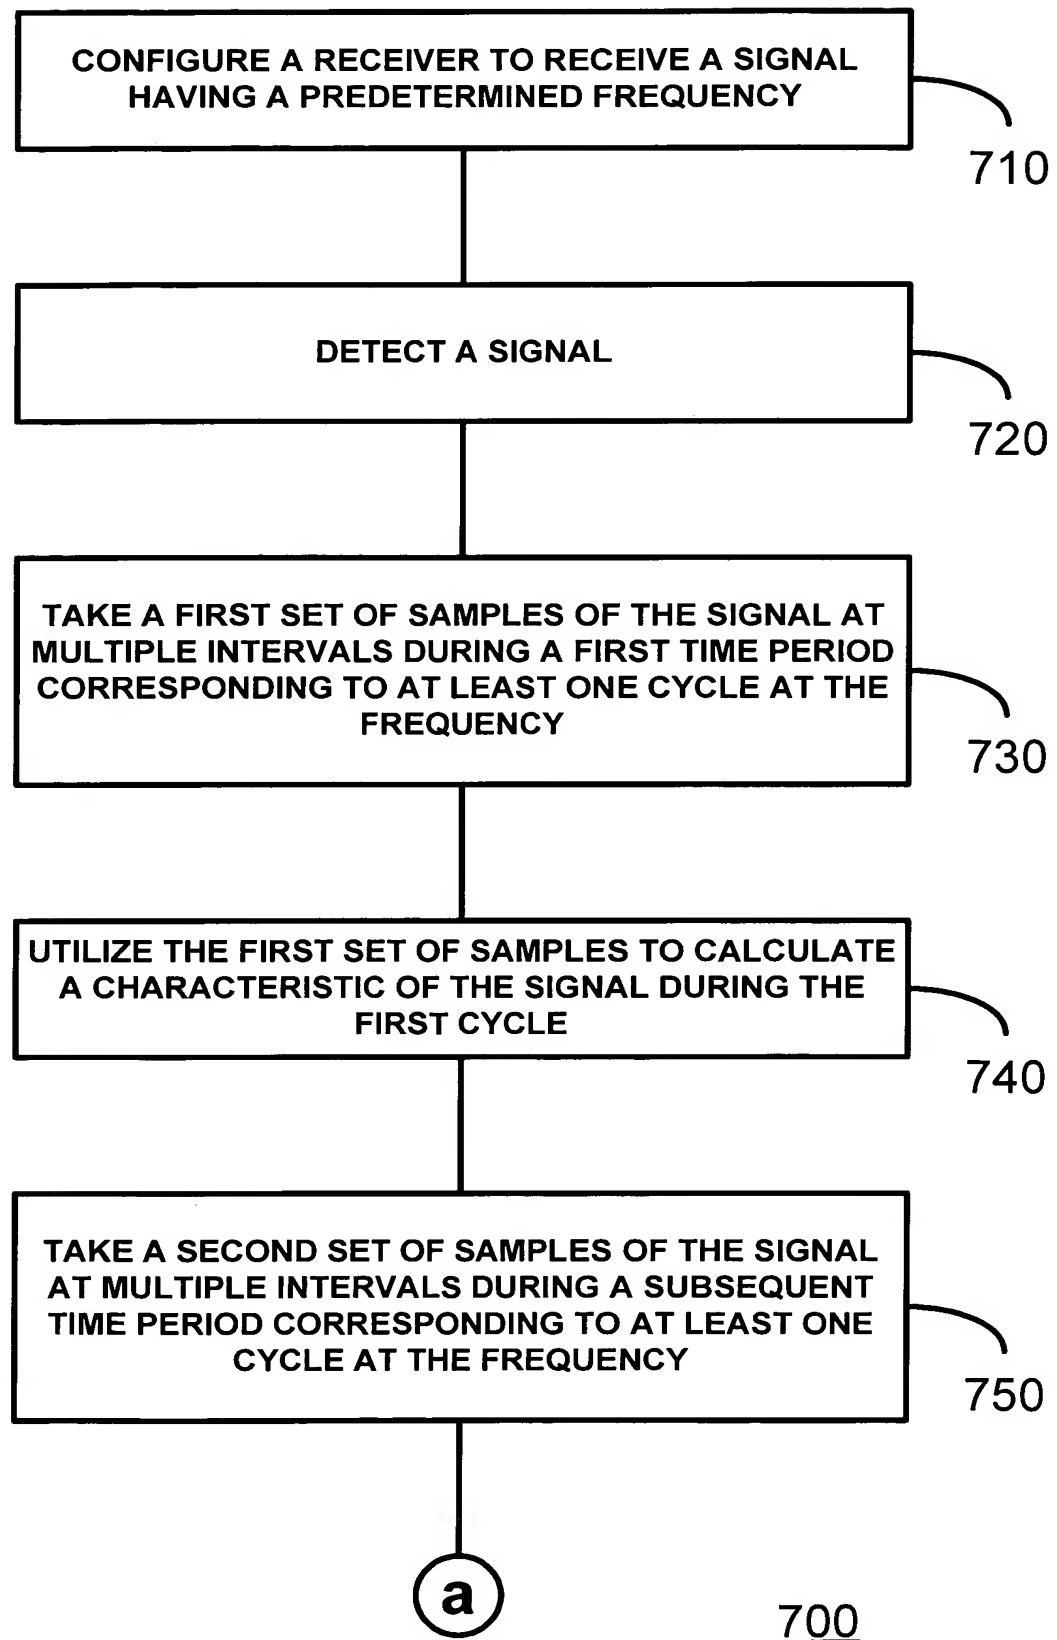 CONFIGURE A RECEIVER TO RECEIVE A SIGNAL
HAVING A PREDETERMINED FREQUENCY
710
DETECT A SIGNAL
720
TAKE A FIRST SET OF SAMPLES OF THE SIGNAL AT
MULTIPLE INTERVALS DURING A FIRST TIME PERIOD
CORRESPONDING TO AT LEAST ONE CYCLE AT THE
FREQUENCY
730
UTILIZE THE FIRST SET OF SAMPLES TO CALCULATE
A CHARACTERISTIC OF THE SIGNAL DURING THE
FIRST CYCLE
740
TAKE A SECOND SET OF SAMPLES OF THE SIGNAL
AT MULTIPLE INTERVALS DURING A SUBSEQUENT
TIME PERIOD CORRESPONDING TO AT LEAST ONE
CYCLE AT THE FREQUENCY
750
a
700